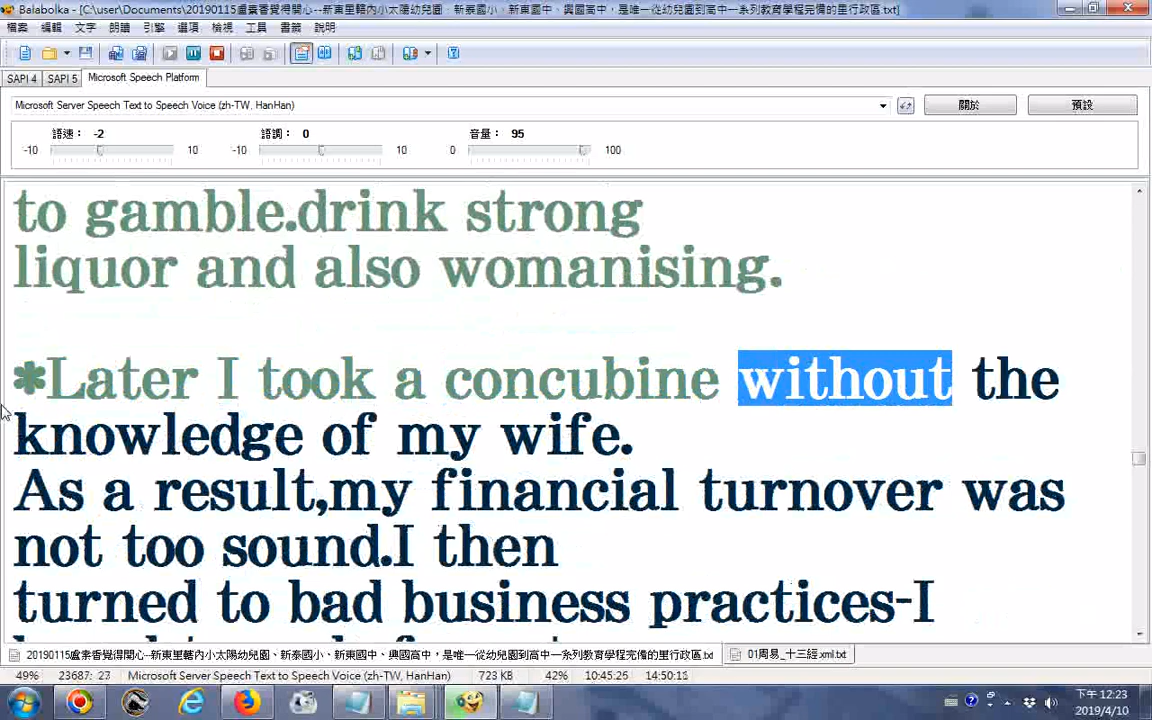 Balabolka - [C:\user\Documents\20190115盧素香覺得開心--新東里轄內小太陽幼兒園、新泰國小、新東國中、興國高中，是唯一從幼兒園到高中一系列教育學程完備的里行政區.txt]
檔案 編輯 文字 朗讀 引擎 選項 檢視 工具 書籤 說明
SAPI 4 SAPI 5 Microsoft Speech Platform
Microsoft Server Speech Text to Speech Voice (zh-TW, HanHan) 關於 預設
語速： -2 語調： 0 音量： 95
-10 10 -10 10 0 100
to gamble.drink strong
liquor and also womanising.
*Later I took a concubine without the
knowledge of my wife.
As a result,my financial turnover was
not too sound.I then
turned to bad business practices-I
20190115盧素香覺得開心--新東里轄內小太陽幼兒園、新泰國小、新東國中、興國高中，是唯一從幼兒園到高中一系列教育學程完備的里行政區.txt 01周易_十三經.xml.txt
49% 23687: 23 Microsoft Server Speech Text to Speech Voice (zh-TW, HanHan) 723 KB 42% 10:45:25 14:50:18
下午 12:23
2019/4/10